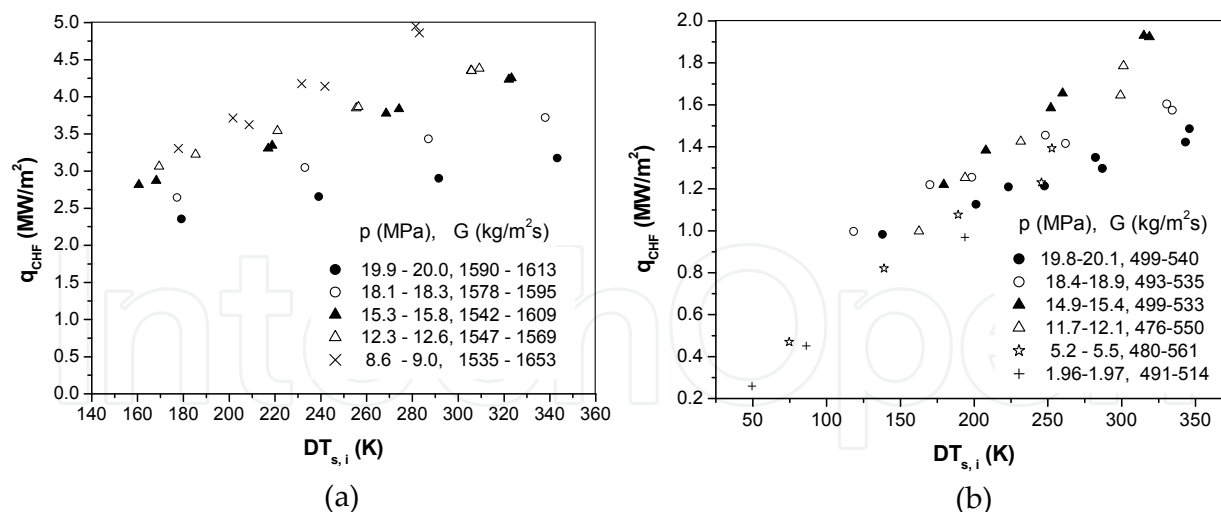 5.0
4.5
4.0
3.5
3.0
2.5
2.0
1.5
1.0
0.5
0.0
q_CHF (MW/m²)
p (MPa), G (kg/m²s)
19.9 - 20.0, 1590 - 1613
18.1 - 18.3, 1578 - 1595
15.3 - 15.8, 1542 - 1609
12.3 - 12.6, 1547 - 1569
8.6 - 9.0, 1535 - 1653
140 160 180 200 220 240 260 280 300 320 340 360
DT_s, i (K)
(a)
2.0
1.8
1.6
1.4
1.2
1.0
0.8
0.6
0.4
0.2
q_CHF (MW/m²)
p (MPa), G (kg/m²s)
19.8-20.1, 499-540
18.4-18.9, 493-535
14.9-15.4, 499-533
11.7-12.1, 476-550
5.2 - 5.5, 480-561
1.96-1.97, 491-514
50 100 150 200 250 300 350
DT_s, i (K)
(b)
IntechOpen